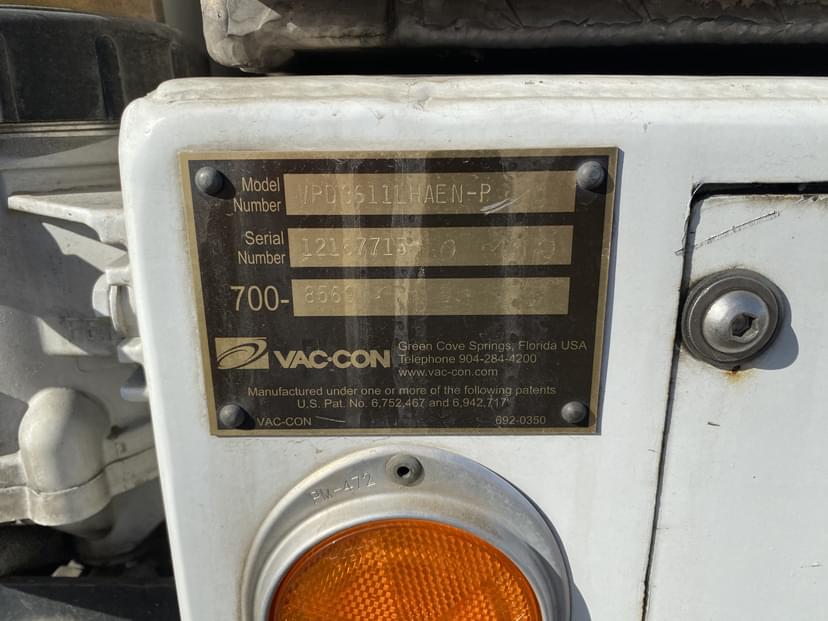 Model
Number
Serial
Number
700-
VAC-CON
Green Cove Springs, Florida USA
Telephone 904-284-4200
www.vac-con.com
Manufactured under one or more of the following patents
U.S. Pat. No. 6,752,467 and 6,942,717
VAC-CON 692-0350
PM-472